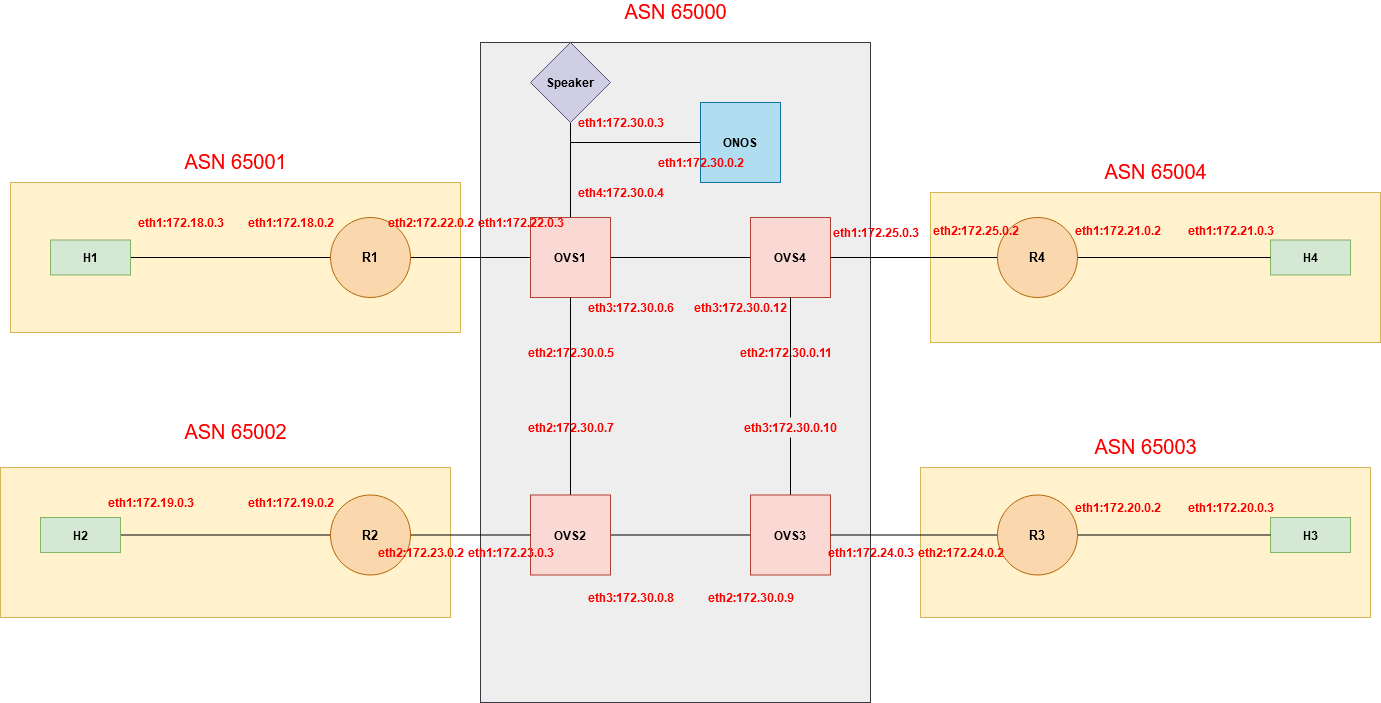 ASN 65000
Speaker
eth1:172.30.0.3
ONOS
eth1:172.30.0.2
eth4:172.30.0.4
ASN 65001
eth1:172.18.0.3
eth1:172.18.0.2
eth2:172.22.0.2
eth1:172.22.0.3
H1
R1
OVS1
OVS4
ASN 65004
eth1:172.25.0.3
eth2:172.25.0.2
eth1:172.21.0.2
eth1:172.21.0.3
R4
H4
eth3:172.30.0.6
eth3:172.30.0.12
eth2:172.30.0.5
eth2:172.30.0.11
eth2:172.30.0.7
eth3:172.30.0.10
ASN 65002
eth1:172.19.0.3
eth1:172.19.0.2
H2
R2
eth2:172.23.0.2
eth1:172.23.0.3
OVS2
OVS3
ASN 65003
eth1:172.20.0.2
eth1:172.20.0.3
R3
H3
eth1:172.24.0.3
eth2:172.24.0.2
eth3:172.30.0.8
eth2:172.30.0.9